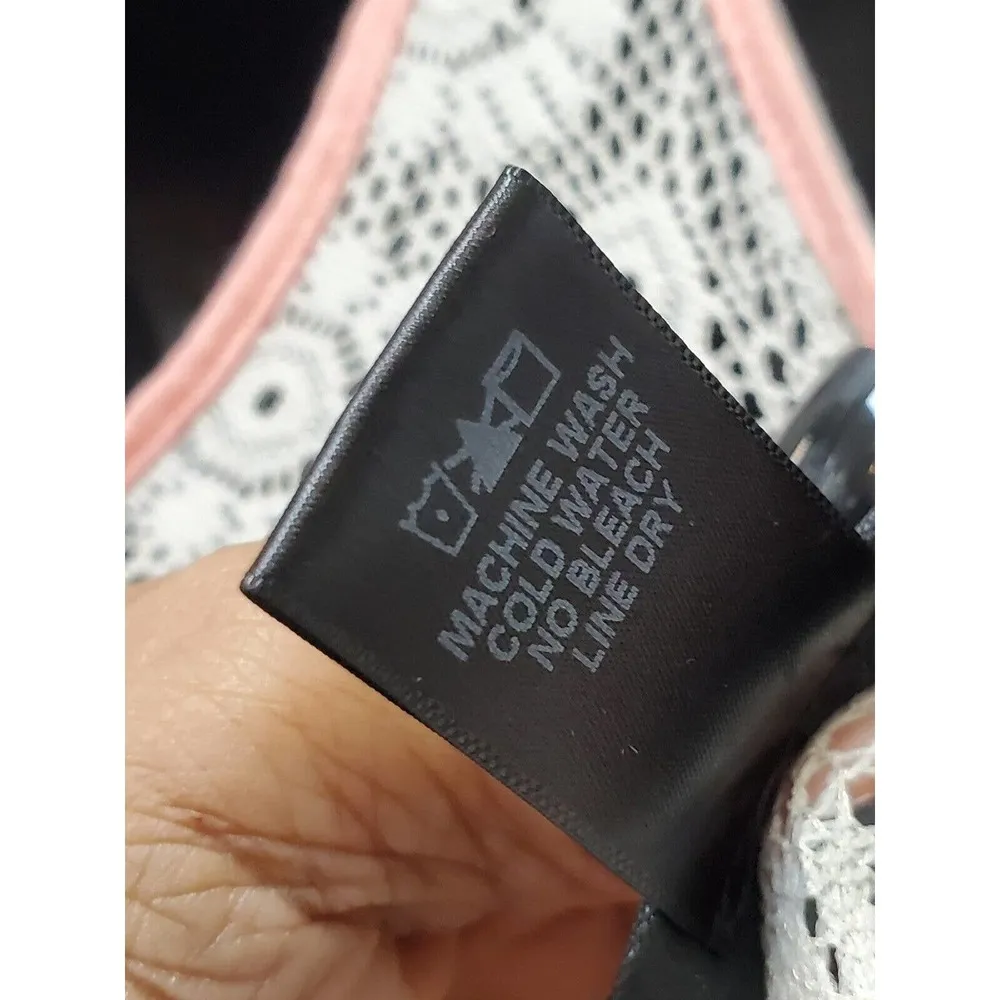 MACHINE WASH
COLD WATER
NO BLEACH
LINE DRY